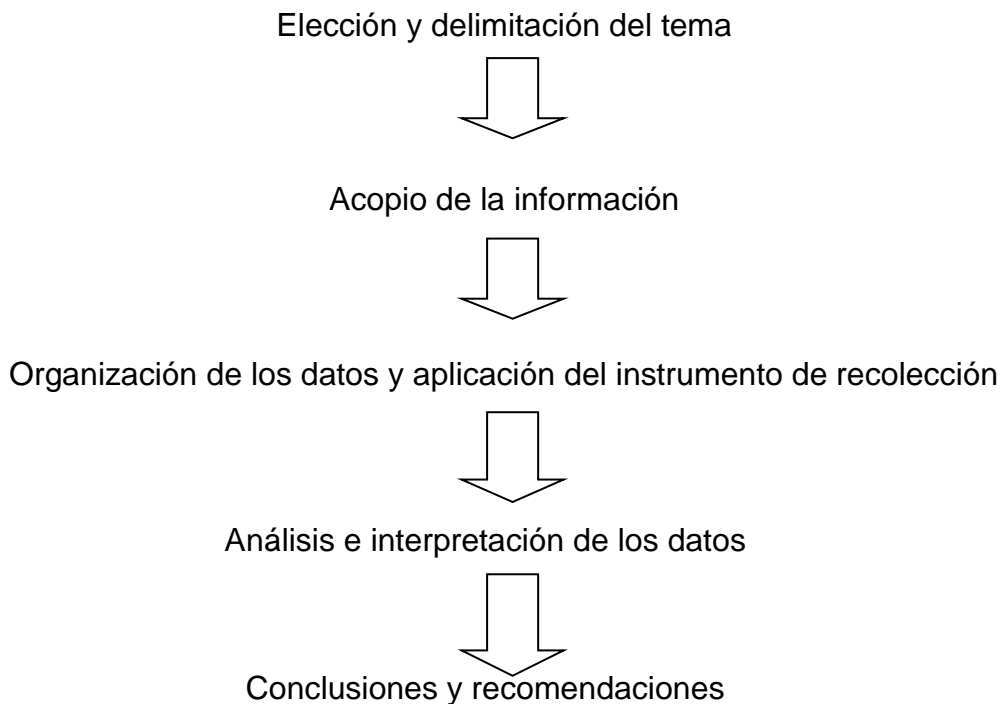 Elección y delimitación del tema
Acopio de la información
Organización de los datos y aplicación del instrumento de recolección
Análisis e interpretación de los datos
Conclusiones y recomendaciones